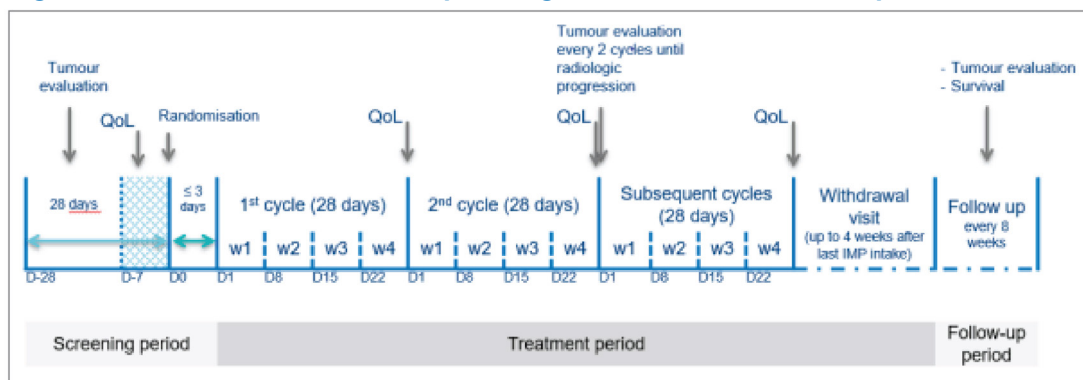 Tumour evaluation
every 2 cycles until
radiologic
progression
Tumour
evaluation
- Tumour evaluation
- Survival
QoL
Randomisation
QoL
QoL
QoL
28 days
≤ 3
days
1st cycle (28 days)
2nd cycle (28 days)
Subsequent cycles
(28 days)
Withdrawal
visit
(up to 4 weeks after
last IMP intake)
Follow up
every 8
weeks
w1 w2 w3 w4
w1 w2 w3 w4
w1 w2 w3 w4
D-28 D-7 D0 D1 D8 D15 D22 D1 D8 D15 D22 D1 D8 D15 D22
Screening period
Treatment period
Follow-up
period